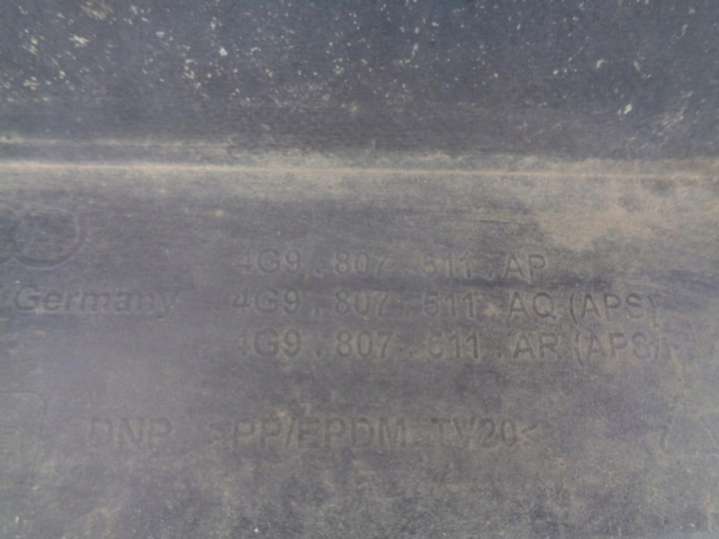 4G9 . 807 . 511 . AP
Germany 4G9 . 807 . 511 . AQ (APS)
4G9 . 807 . 511 . AR (APS)
DNP >PP/EPDM-TV20<